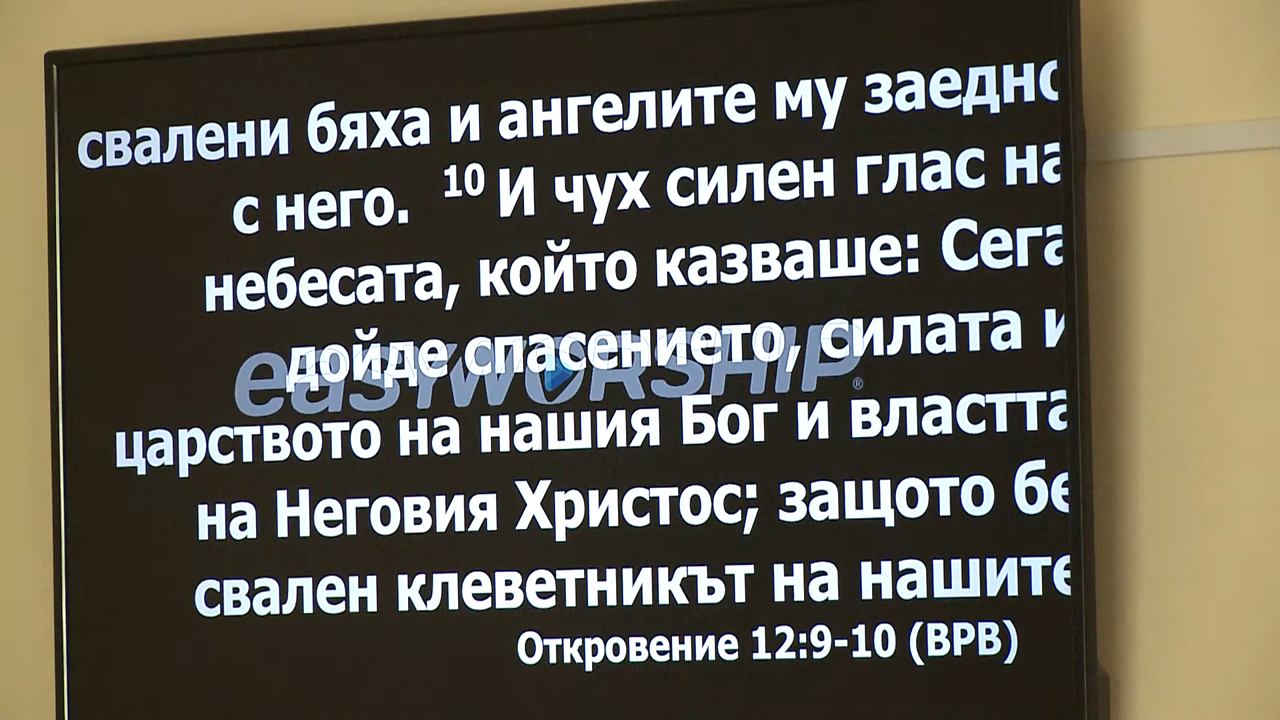 свалени бяха и ангелите му заедно
с него. 10 И чух силен глас на
небесата, който казваше: Сега
дойде спасението, силата и
easyworship®
царството на нашия Бог и властта
на Неговия Христос; защото бе
свален клеветникът на нашите
Откровение 12:9-10 (ВРВ)